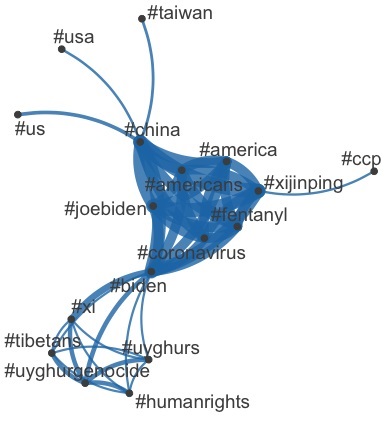 #taiwan
#usa
#us
#china
#america
#ccp
#americans
#xijinping
#joebiden
#fentanyl
#coronavirus
#biden
#xi
#tibetans
#uyghurs
#uyghurgenocide
#humanrights